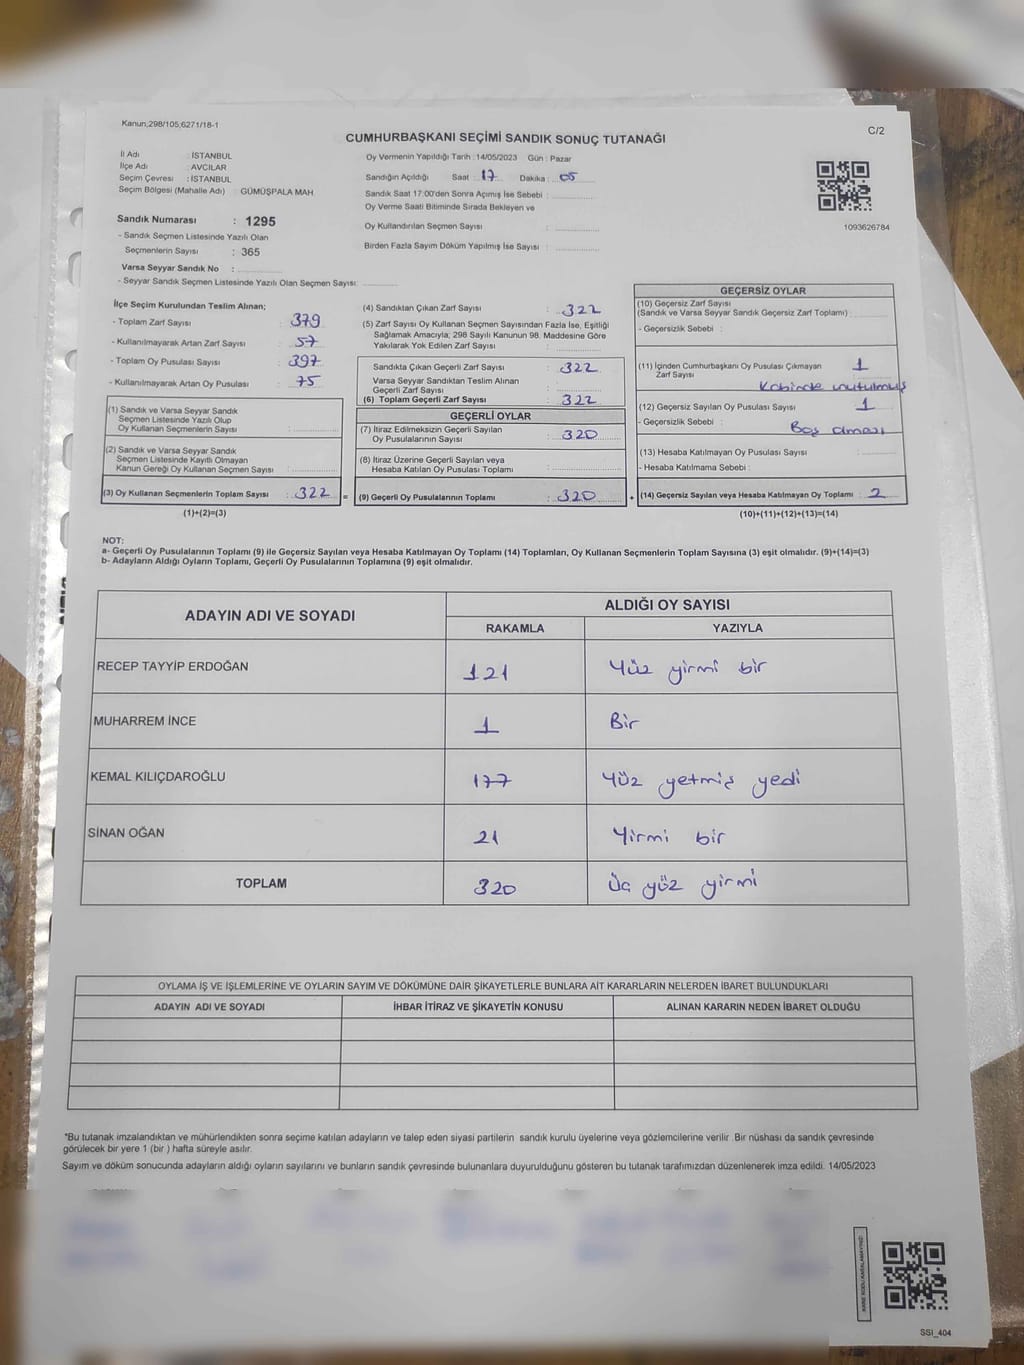 Kanun;298/105;6271/18-1
C/2
CUMHURBAŞKANI SEÇİMİ SANDIK SONUÇ TUTANAĞI
İl Adı : İSTANBUL
İlçe Adı : AVCILAR
Seçim Çevresi : İSTANBUL
Seçim Bölgesi (Mahalle Adı) : GÜMÜŞPALA MAH
Sandık Numarası : 1295
- Sandık Seçmen Listesinde Yazılı Olan
Seçmenlerin Sayısı : 365
Varsa Seyyar Sandık No :
- Seyyar Sandık Seçmen Listesinde Yazılı Olan Seçmen Sayısı:
Oy Vermenin Yapıldığı Tarih : 14/05/2023 Gün : Pazar
Sandığın Açıldığı Saat : 17 Dakika : 05
Sandık Saat 17:00'den Sonra Açımış İse Sebebi :
Oy Verme Saati Bitiminde Sırada Bekleyen ve
Oy Kullandırılan Seçmen Sayısı :
Birden Fazla Sayım Döküm Yapılmış İse Sayısı :
1093626784
İlçe Seçim Kurulundan Teslim Alınan;
- Toplam Zarf Sayısı : 379
- Kullanılmayarak Artan Zarf Sayısı : 57
- Toplam Oy Pusulası Sayısı : 397
- Kullanılmayarak Artan Oy Pusulası : 75
(1) Sandık ve Varsa Seyyar Sandık
Seçmen Listesinde Yazılı Olup
Oy Kullanan Seçmenlerin Sayısı :
(2) Sandık ve Varsa Seyyar Sandık
Seçmen Listesinde Kayıtlı Olmayan
Kanun Gereği Oy Kullanan Seçmen Sayısı :
(3) Oy Kullanan Seçmenlerin Toplam Sayısı : 322 =
(1)+(2)=(3)
(4) Sandıktan Çıkan Zarf Sayısı : 322
(5) Zarf Sayısı Oy Kullanan Seçmen Sayısından Fazla İse, Eşitliği
Sağlamak Amacıyla; 298 Sayılı Kanunun 98. Maddesine Göre
Yakılarak Yok Edilen Zarf Sayısı :
Sandıkta Çıkan Geçerli Zarf Sayısı : 322
Varsa Seyyar Sandıktan Teslim Alınan
Geçerli Zarf Sayısı :
(6) Toplam Geçerli Zarf Sayısı : 322
GEÇERLİ OYLAR
(7) İtiraz Edilmeksizin Geçerli Sayılan
Oy Pusulalarının Sayısı : 320
(8) İtiraz Üzerine Geçerli Sayılan veya
Hesaba Katılan Oy Pusulası Toplamı :
(9) Geçerli Oy Pusulalarının Toplamı : 320 +
GEÇERSİZ OYLAR
(10) Geçersiz Zarf Sayısı
(Sandık ve Varsa Seyyar Sandık Geçersiz Zarf Toplamı) :
- Geçersizlik Sebebi :
(11) İçinden Cumhurbaşkanı Oy Pusulası Çıkmayan
Zarf Sayısı : 1
Kabinde unutulmuş
(12) Geçersiz Sayılan Oy Pusulası Sayısı : 1
- Geçersizlik Sebebi : Boş olması
(13) Hesaba Katılmayan Oy Pusulası Sayısı :
- Hesaba Katılmama Sebebi :
(14) Geçersiz Sayılan veya Hesaba Katılmayan Oy Toplamı : 2
(10)+(11)+(12)+(13)=(14)
NOT:
a- Geçerli Oy Pusulalarının Toplamı (9) ile Geçersiz Sayılan veya Hesaba Katılmayan Oy Toplamı (14) Toplamları, Oy Kullanan Seçmenlerin Toplam Sayısına (3) eşit olmalıdır. (9)+(14)=(3)
b- Adayların Aldığı Oyların Toplamı, Geçerli Oy Pusulalarının Toplamına (9) eşit olmalıdır.
ADAYIN ADI VE SOYADI
ALDIĞI OY SAYISI
RAKAMLA YAZIYLA
RECEP TAYYİP ERDOĞAN 121 Yüz yirmi bir
MUHARREM İNCE 1 Bir
KEMAL KILIÇDAROĞLU 177 Yüz yetmiş yedi
SİNAN OĞAN 21 Yirmi bir
TOPLAM 320 Üç yüz yirmi
OYLAMA İŞ VE İŞLEMLERİNE VE OYLARIN SAYIM VE DÖKÜMÜNE DAİR ŞİKAYETLERLE BUNLARA AİT KARARLARIN NELERDEN İBARET BULUNDUKLARI
ADAYIN ADI VE SOYADI İHBAR İTİRAZ VE ŞİKAYETİN KONUSU ALINAN KARARIN NEDEN İBARET OLDUĞU
*Bu tutanak imzalandıktan ve mühürlendikten sonra seçime katılan adayların ve talep eden siyasi partilerin sandık kurulu üyelerine veya gözlemcilerine verilir .Bir nüshası da sandık çevresinde
görülecek bir yere 1 (bir ) hafta süreyle asılır.
Sayım ve döküm sonucunda adayların aldığı oyların sayılarını ve bunların sandık çevresinde bulunanlara duyurulduğunu gösteren bu tutanak tarafımızdan düzenlenerek imza edildi. 14/05/2023
SSI_404